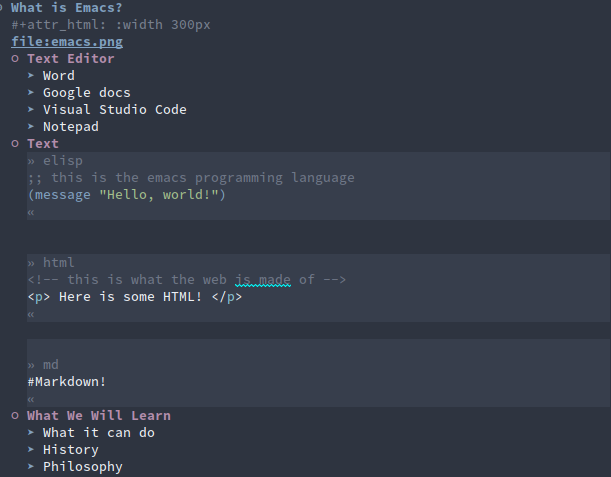 What is Emacs?
#+attr_html: :width 300px
file:emacs.png
Text Editor
➤ Word
➤ Google docs
➤ Visual Studio Code
➤ Notepad
Text
» elisp
;; this is the emacs programming language
(message "Hello, world!")
«
» html
<!-- this is what the web is made of -->
<p> Here is some HTML! </p>
«
» md
#Markdown!
«
What We Will Learn
➤ What it can do
➤ History
➤ Philosophy